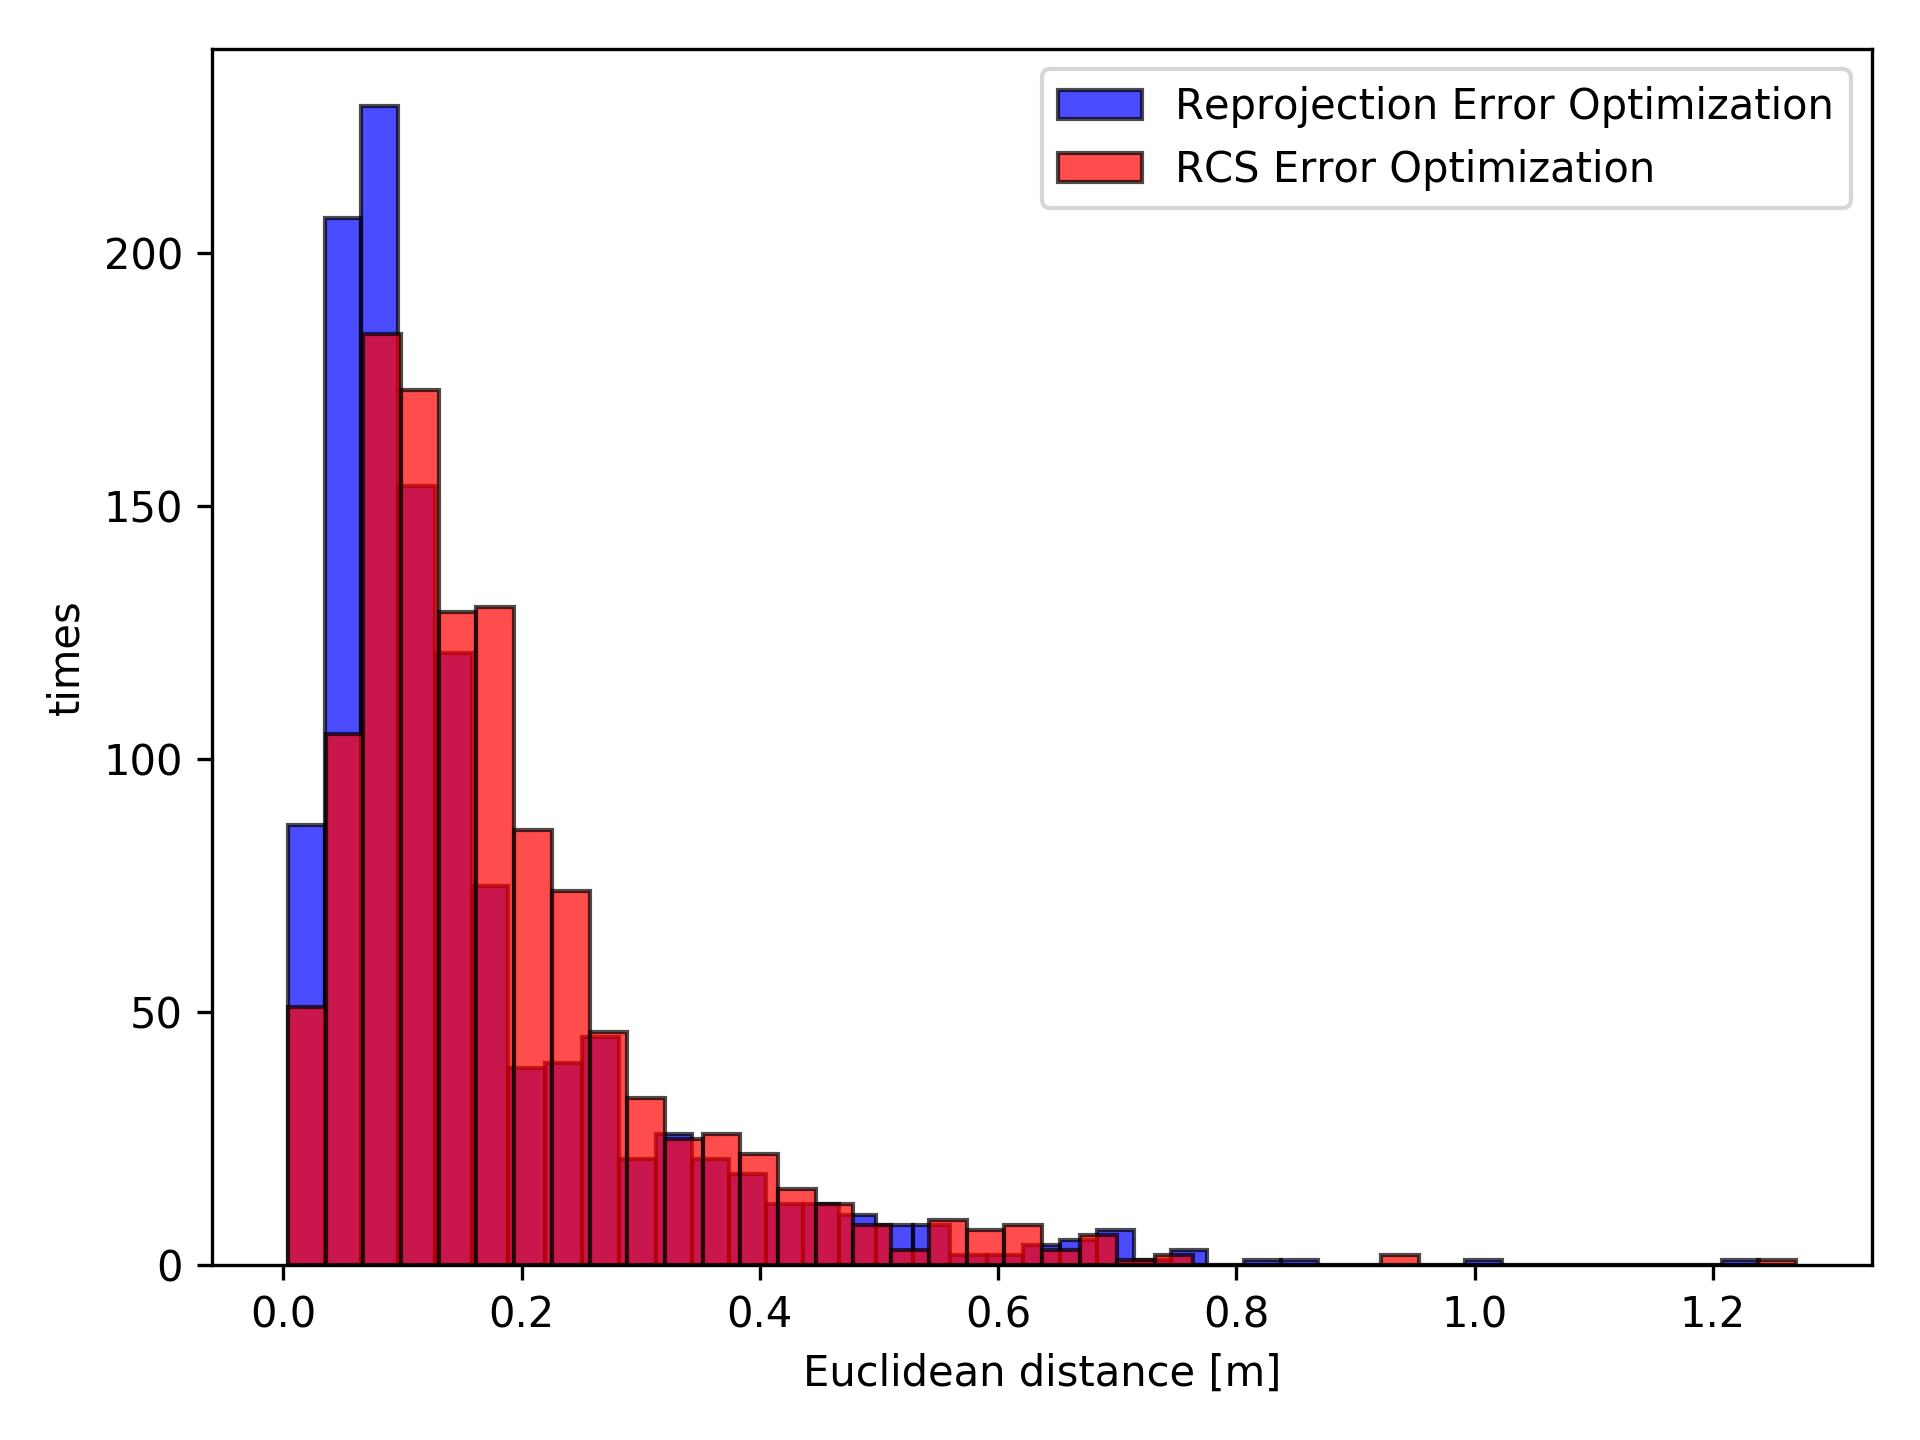 Reprojection Error Optimization
RCS Error Optimization
200
150
100
50
0
times
0.0 0.2 0.4 0.6 0.8 1.0 1.2
Euclidean distance [m]